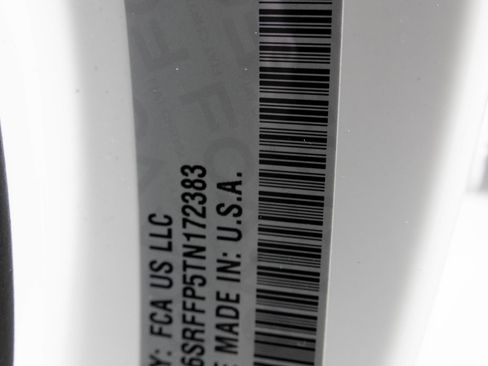 Y: FCA US LLC
6SRFFP5TN172383
E MADE IN: U.S.A.